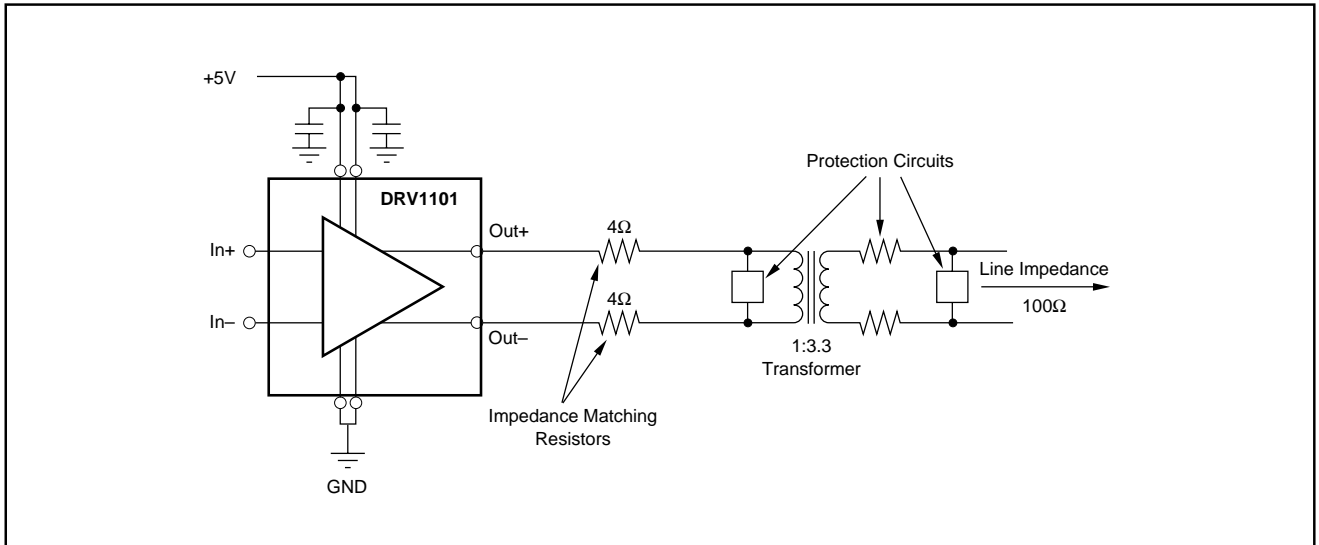 +5V
DRV1101
Protection Circuits
In+
Out+
4Ω
Line Impedance
100Ω
4Ω
In–
Out–
1:3.3
Transformer
Impedance Matching
Resistors
GND